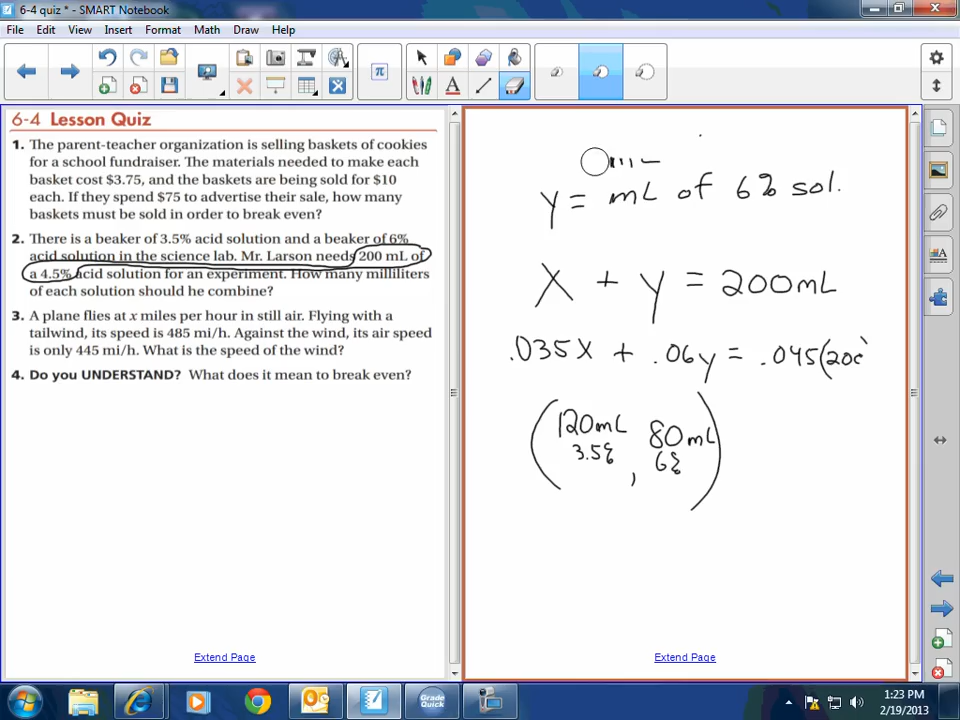 6-4 quiz * - SMART Notebook
File Edit View Insert Format Math Draw Help
π
A
6-4 Lesson Quiz
1. The parent-teacher organization is selling baskets of cookies
for a school fundraiser. The materials needed to make each
basket cost $3.75, and the baskets are being sold for $10
each. If they spend $75 to advertise their sale, how many
baskets must be sold in order to break even?
2. There is a beaker of 3.5% acid solution and a beaker of 6%
acid solution in the science lab. Mr. Larson needs 200 mL of
a 4.5% acid solution for an experiment. How many milliliters
of each solution should he combine?
3. A plane flies at x miles per hour in still air. Flying with a
tailwind, its speed is 485 mi/h. Against the wind, its air speed
is only 445 mi/h. What is the speed of the wind?
4. Do you UNDERSTAND? What does it mean to break even?
Extend Page
y = mL of 6% sol.
X + y = 200mL
.035X + .06y = .045(200
(120mL, 80mL)
3.5% 6%
Extend Page
Grade Quick
1:23 PM
2/19/2013